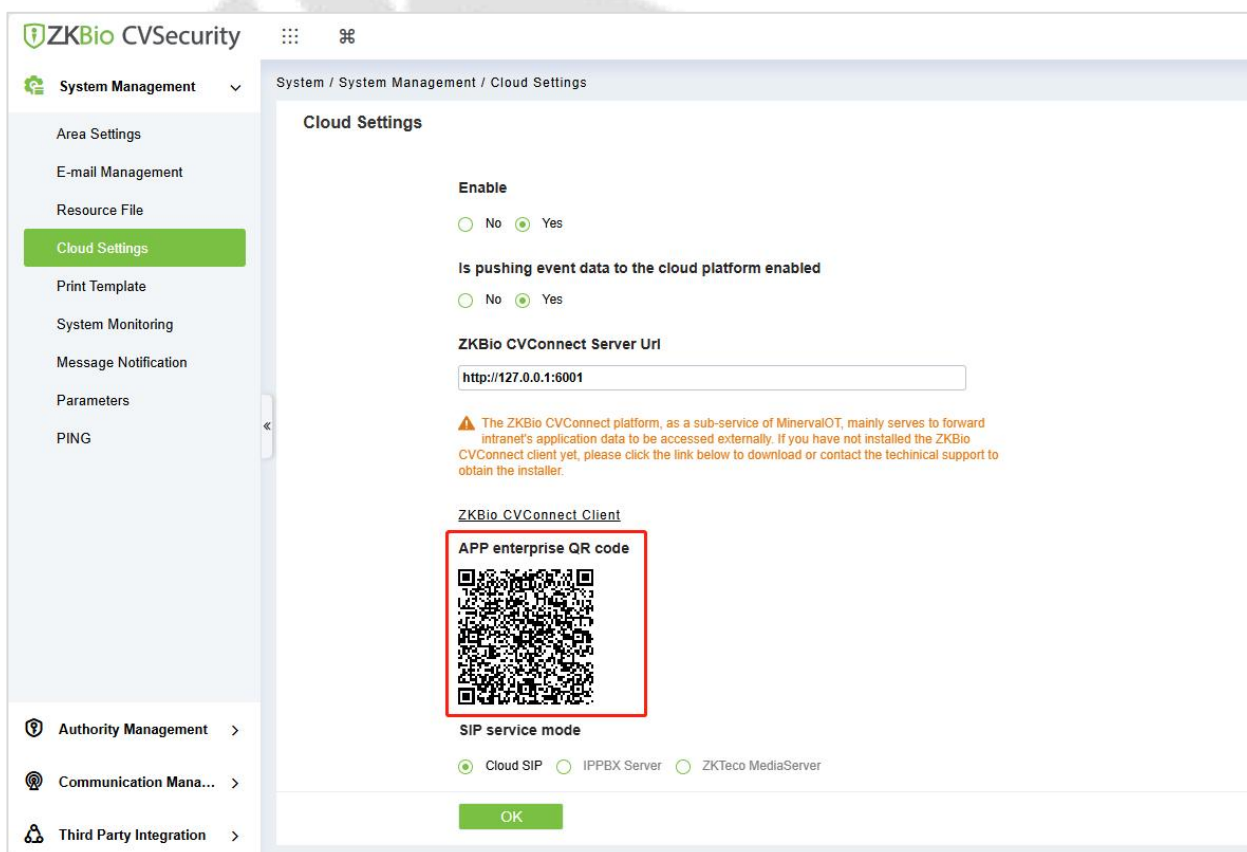 ZKBio CVSecurity
System Management
Area Settings
E-mail Management
Resource File
Cloud Settings
Print Template
System Monitoring
Message Notification
Parameters
PING
Authority Management
Communication Mana...
Third Party Integration
System / System Management / Cloud Settings
Cloud Settings
Enable
No Yes
Is pushing event data to the cloud platform enabled
No Yes
ZKBio CVConnect Server Url
http://127.0.0.1:6001
The ZKBio CVConnect platform, as a sub-service of MinervaIOT, mainly serves to forward
intranet's application data to be accessed externally. If you have not installed the ZKBio
CVConnect client yet, please click the link below to download or contact the techinical support to
obtain the installer.
ZKBio CVConnect Client
APP enterprise QR code
SIP service mode
Cloud SIP IPPBX Server ZKTeco MediaServer
OK